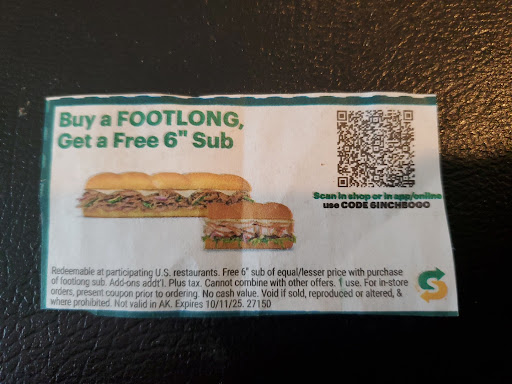 Buy a FOOTLONG,
Get a Free 6" Sub
Scan in shop or in app/online
use CODE 6INCHBOGO
Redeemable at participating U.S. restaurants. Free 6" sub of equal/lesser price with purchase
of footlong sub. Add-ons addt'l. Plus tax. Cannot combine with other offers. 1 use. For in-store
orders, present coupon prior to ordering. No cash value. Void if sold, reproduced or altered, &
where prohibited. Not valid in AK. Expires 10/11/25. 27150